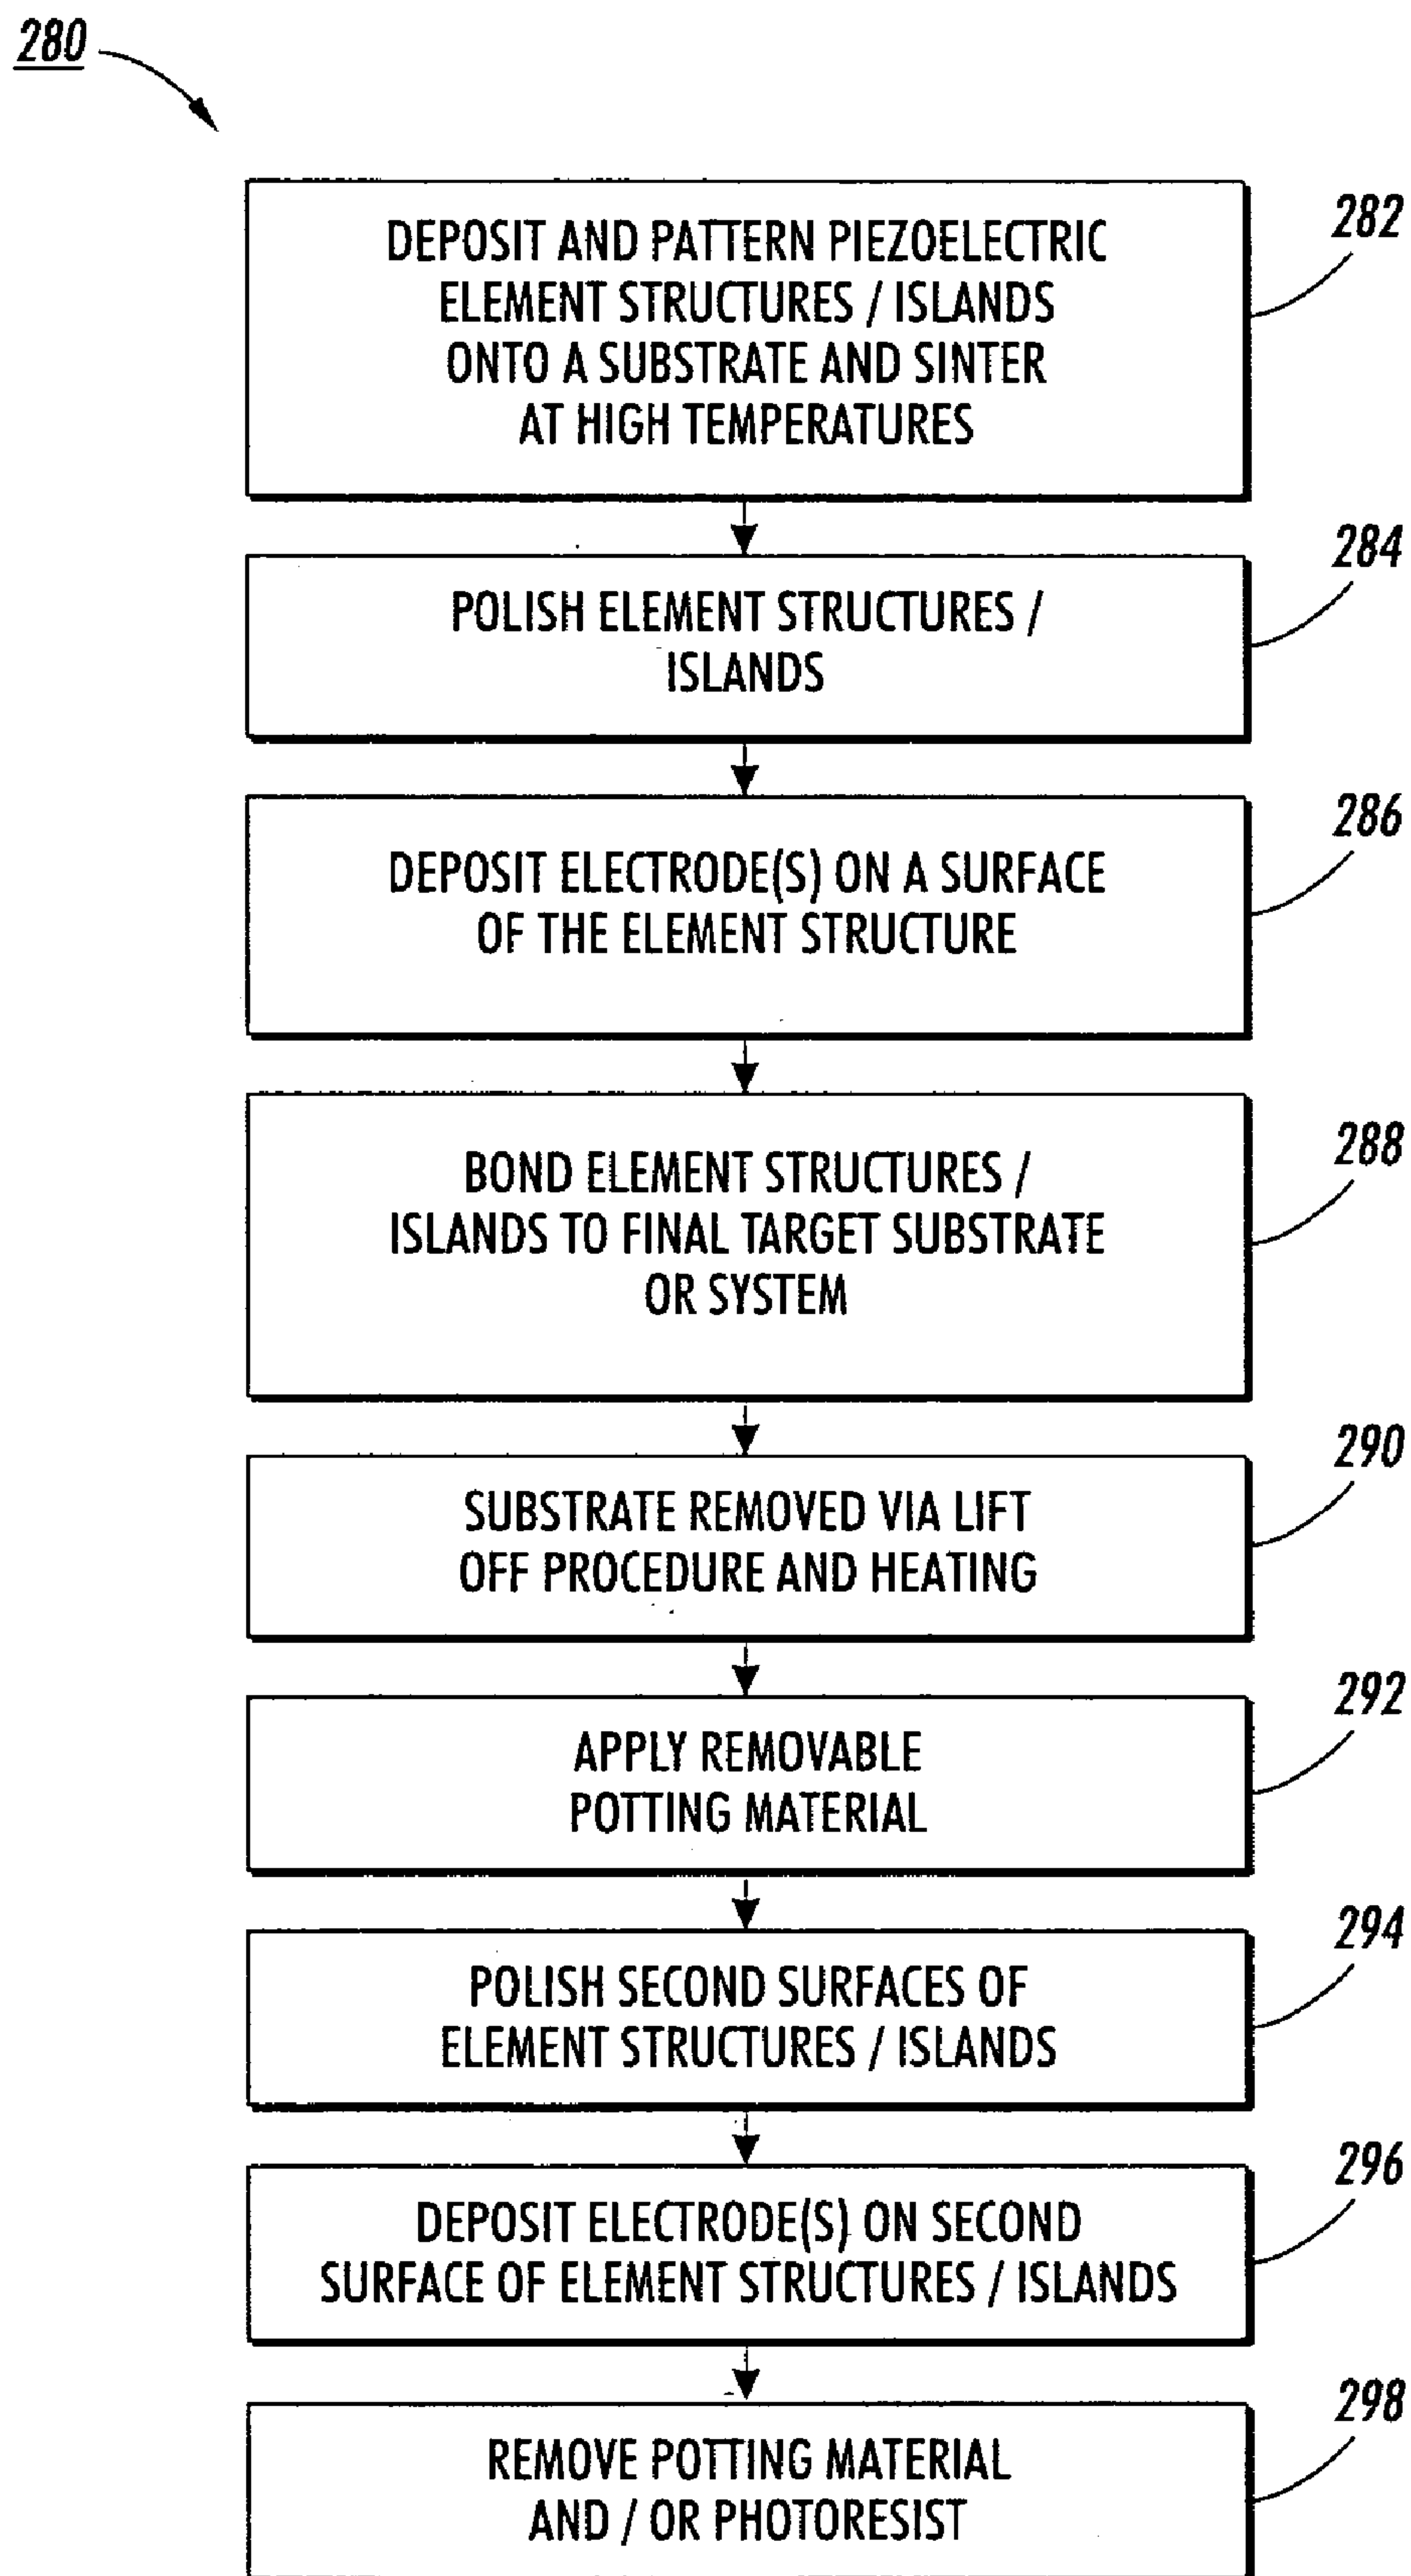 280
DEPOSIT AND PATTERN PIEZOELECTRIC
ELEMENT STRUCTURES / ISLANDS
ONTO A SUBSTRATE AND SINTER
AT HIGH TEMPERATURES
282
POLISH ELEMENT STRUCTURES /
ISLANDS
284
DEPOSIT ELECTRODE(S) ON A SURFACE
OF THE ELEMENT STRUCTURE
286
BOND ELEMENT STRUCTURES /
ISLANDS TO FINAL TARGET SUBSTRATE
OR SYSTEM
288
SUBSTRATE REMOVED VIA LIFT
OFF PROCEDURE AND HEATING
290
APPLY REMOVABLE
POTTING MATERIAL
292
POLISH SECOND SURFACES OF
ELEMENT STRUCTURES / ISLANDS
294
DEPOSIT ELECTRODE(S) ON SECOND
SURFACE OF ELEMENT STRUCTURES / ISLANDS
296
REMOVE POTTING MATERIAL
AND / OR PHOTORESIST
298